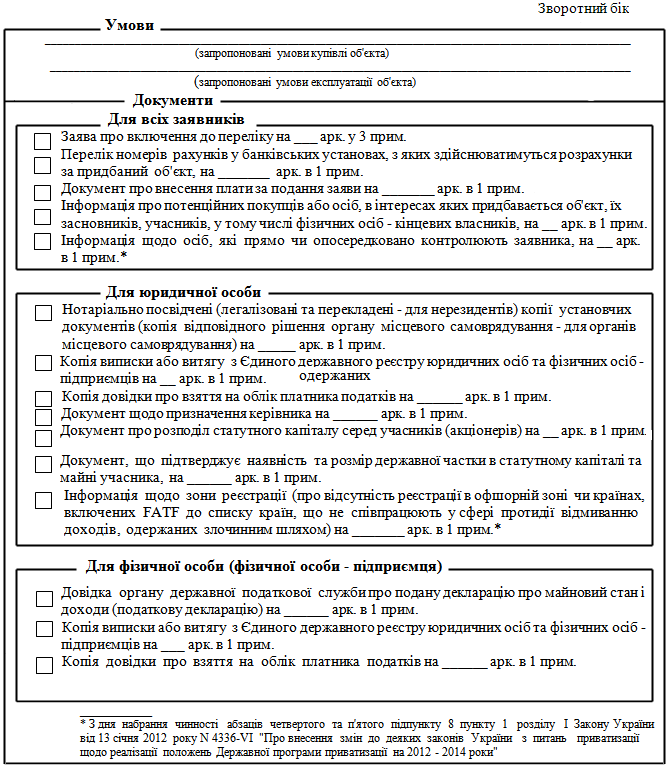 Зворотний бік
Умови
(запропоновані умови купівлі об'єкта)
(запропоновані умови експлуатації об'єкта)
Документи
Для всіх заявників
Заява про включення до переліку на ___ арк. у 3 прим.
Перелік номерів рахунків у банківських установах, з яких здійснюватимуться розрахунки
за придбаний об'єкт, на _______ арк. в 1 прим.
Документ про внесення плати за подання заяви на _______ арк. в 1 прим.
Інформація про потенційних покупців або осіб, в інтересах яких придбавається об'єкт, їх
засновників, учасників, у тому числі фізичних осіб - кінцевих власників, на __ арк. в 1 прим.
Інформація щодо осіб, які прямо чи опосередковано контролюють заявника, на __ арк.
в 1 прим.*
Для юридичної особи
Нотаріально посвідчені (легалізовані та перекладені - для нерезидентів) копії установчих
документів (копія відповідного рішення органу місцевого самоврядування - для органів
місцевого самоврядування) на _____ арк. в 1 прим.
Копія виписки або витягу з Єдиного державного реєстру юридичних осіб та фізичних осіб -
підприємців на __ арк. в 1 прим. одержаних
Копія довідки про взяття на облік платника податків на ______ арк. в 1 прим.
Документ щодо призначення керівника на ______ арк. в 1 прим.
Документ про розподіл статутного капіталу серед учасників (акціонерів) на __ арк. в 1 прим.
Документ, що підтверджує наявність та розмір державної частки в статутному капіталі та
майні учасника, на ______ арк. в 1 прим.
Інформація щодо зони реєстрації (про відсутність реєстрації в офшорній зоні чи країнах,
включених FATF до списку країн, що не співпрацюють у сфері протидії відмиванню
доходів, одержаних злочинним шляхом) на _______ арк. в 1 прим.*
Для фізичної особи (фізичної особи - підприємця)
Довідка органу державної податкової служби про подану декларацію про майновий стан і
доходи (податкову декларацію) на ______ арк. в 1 прим.
Копія виписки або витягу з Єдиного державного реєстру юридичних осіб та фізичних осіб -
підприємців на ___ арк. в 1 прим.
Копія довідки про взяття на облік платника податків на ______ арк. в 1 прим.
* З дня набрання чинності абзаців четвертого та п'ятого підпункту 8 пункту 1 розділу I Закону України
від 13 січня 2012 року N 4336-VI "Про внесення змін до деяких законів України з питань приватизації
щодо реалізації положень Державної програми приватизації на 2012 - 2014 роки"